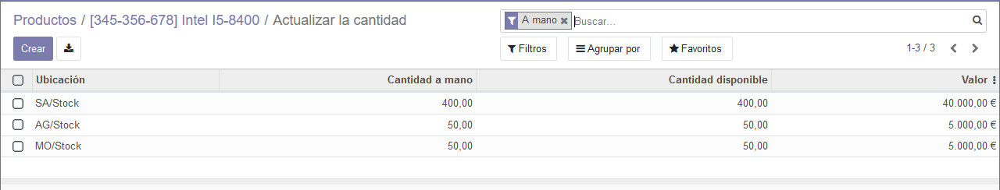 Productos / [345-356-678] Intel I5-8400 / Actualizar la cantidad
A mano Buscar...
Crear
Filtros Agrupar por Favoritos 1-3 / 3
Ubicación Cantidad a mano Cantidad disponible Valor
SA/Stock 400,00 400,00 40.000,00 €
AG/Stock 50,00 50,00 5.000,00 €
MO/Stock 50,00 50,00 5.000,00 €